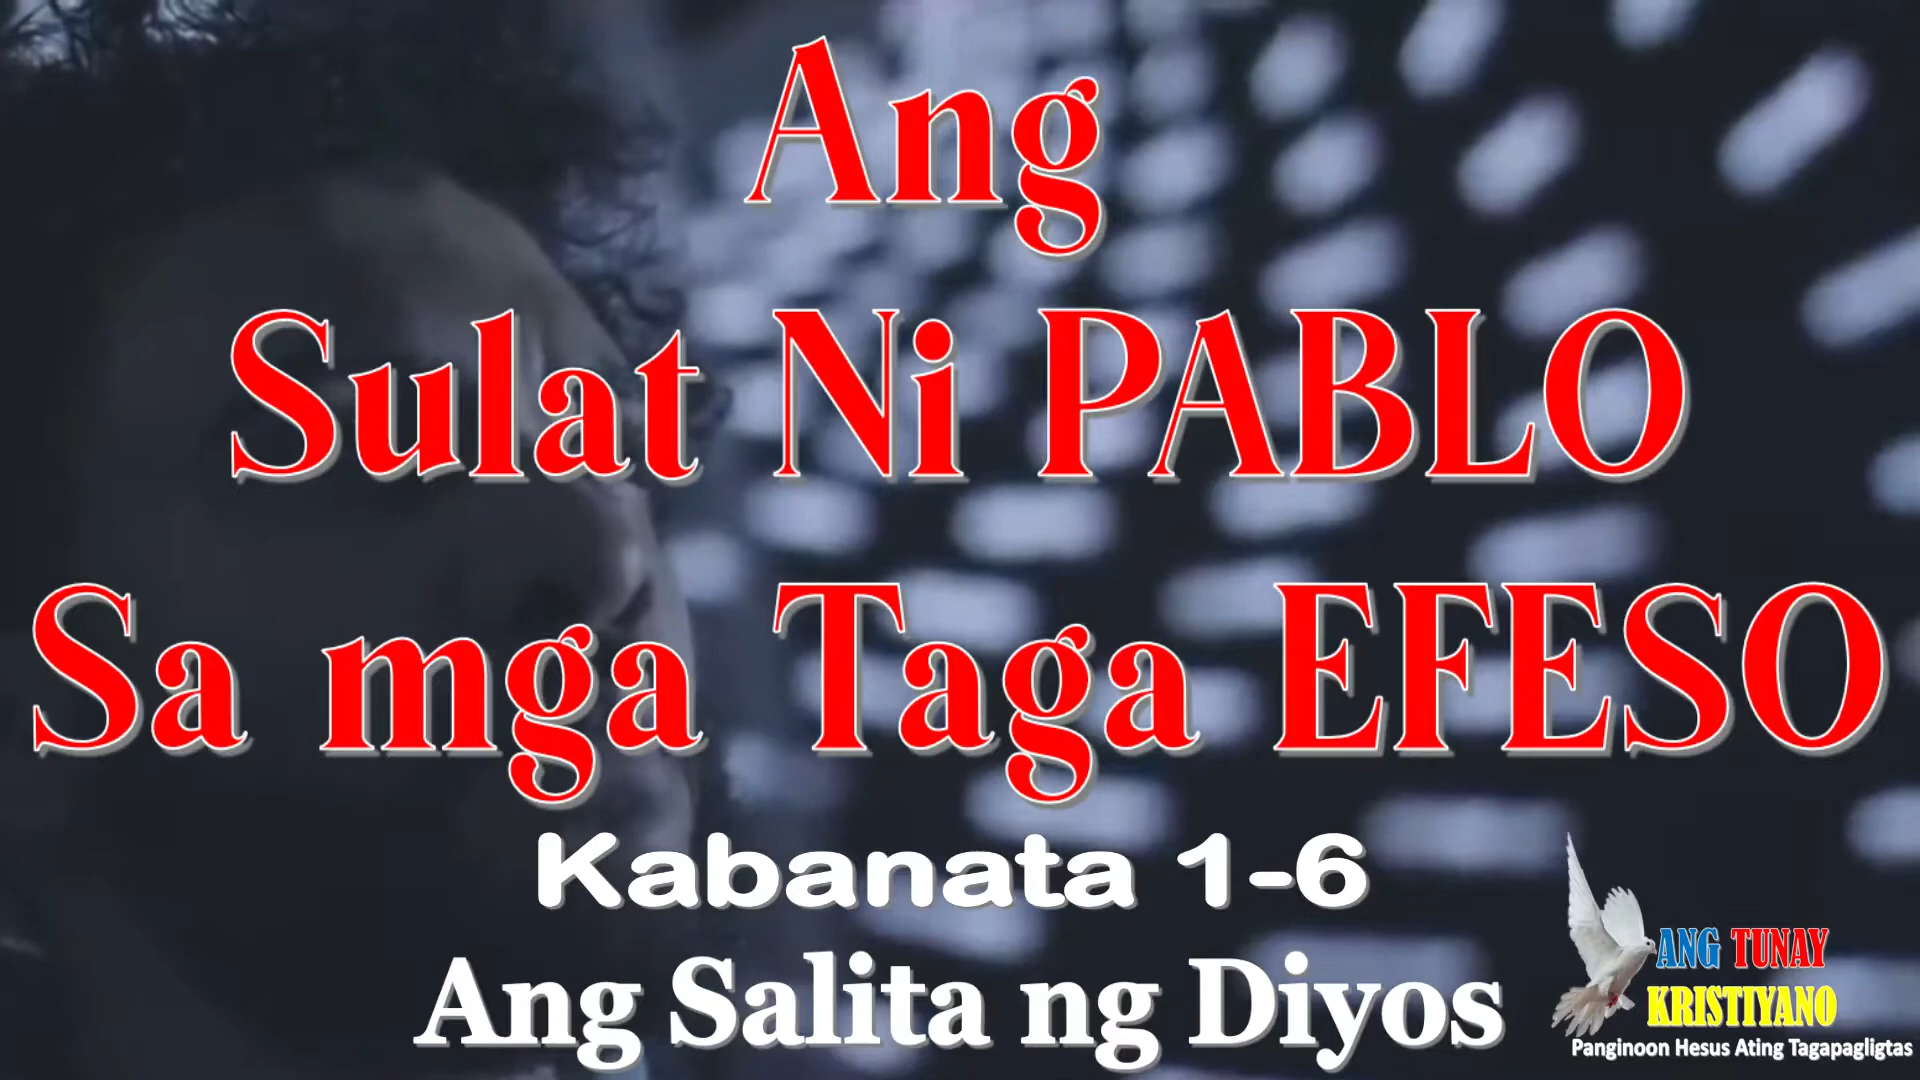 Ang
Sulat Ni PABLO
Sa mga Taga EFESO
Kabanata 1-6
Ang Salita ng Diyos
ANG TUNAY
KRISTIYANO
Panginoon Hesus Ating Tagapagligtas